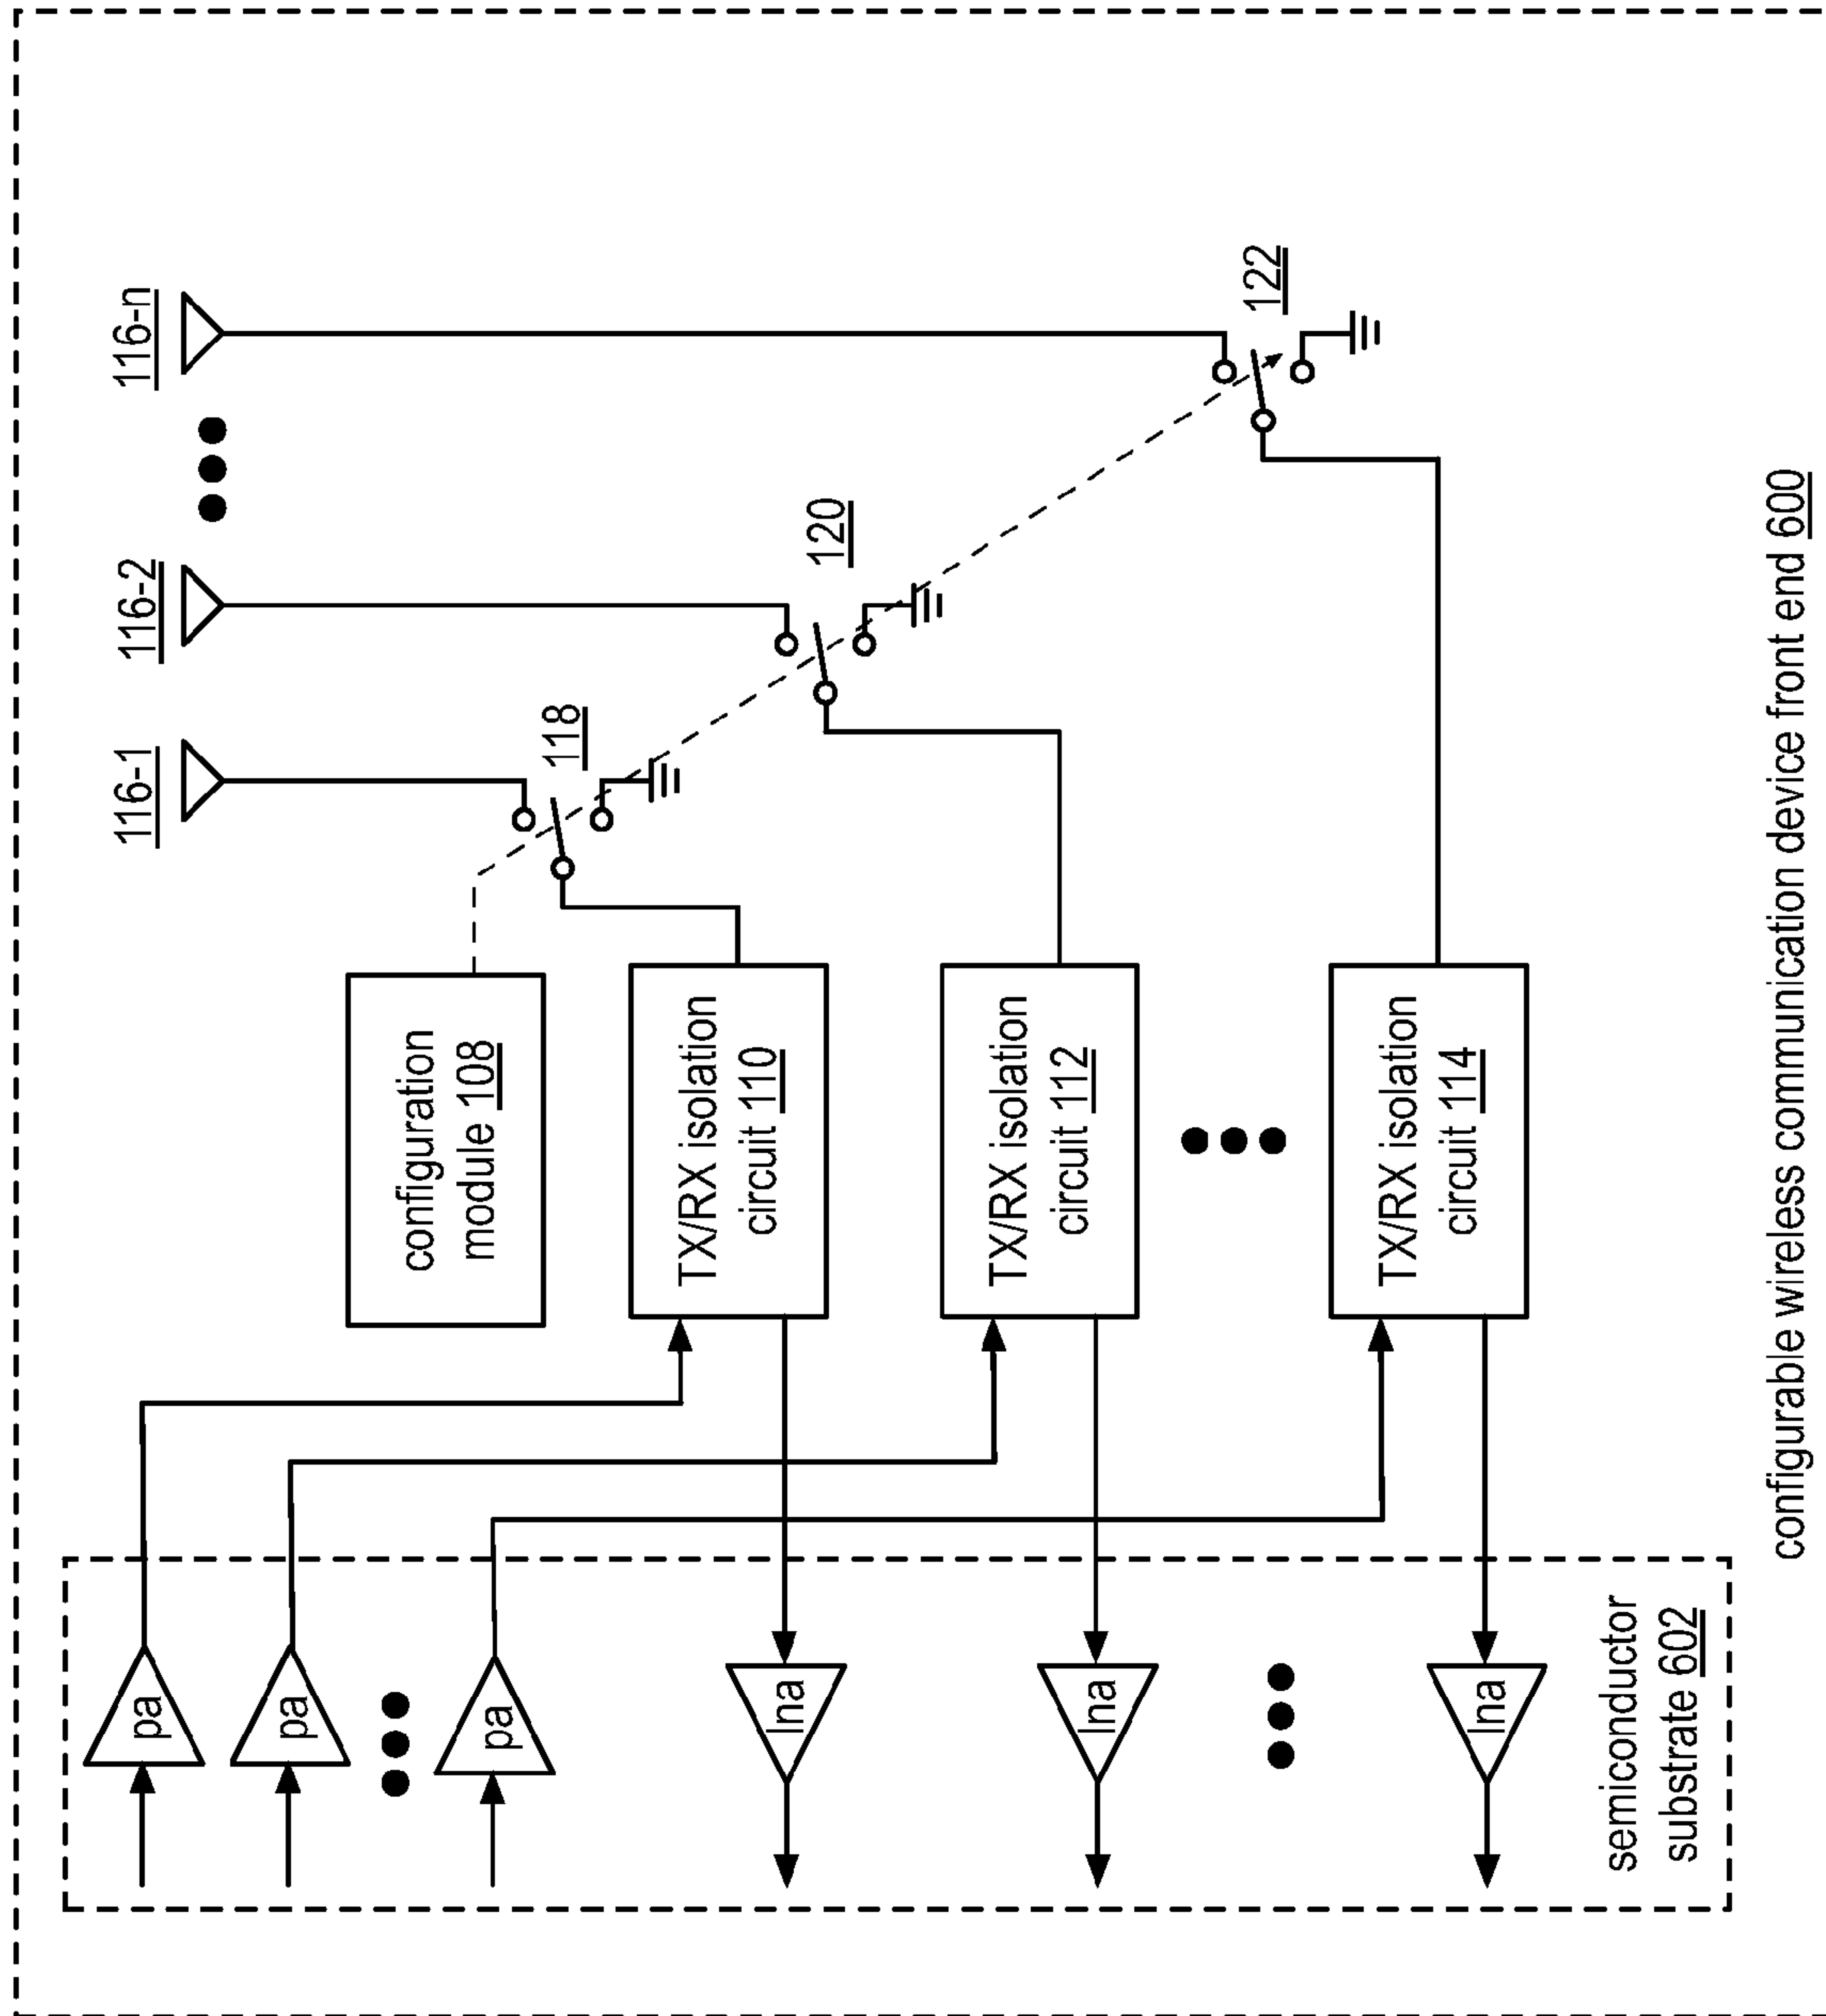 116-1
116-2
116-n
118
120
122
configuration
module 108
TX/RX isolation
circuit 110
TX/RX isolation
circuit 112
TX/RX isolation
circuit 114
pa
pa
pa
lna
lna
lna
semiconductor
substrate 602
configurable wireless communication device front end 600